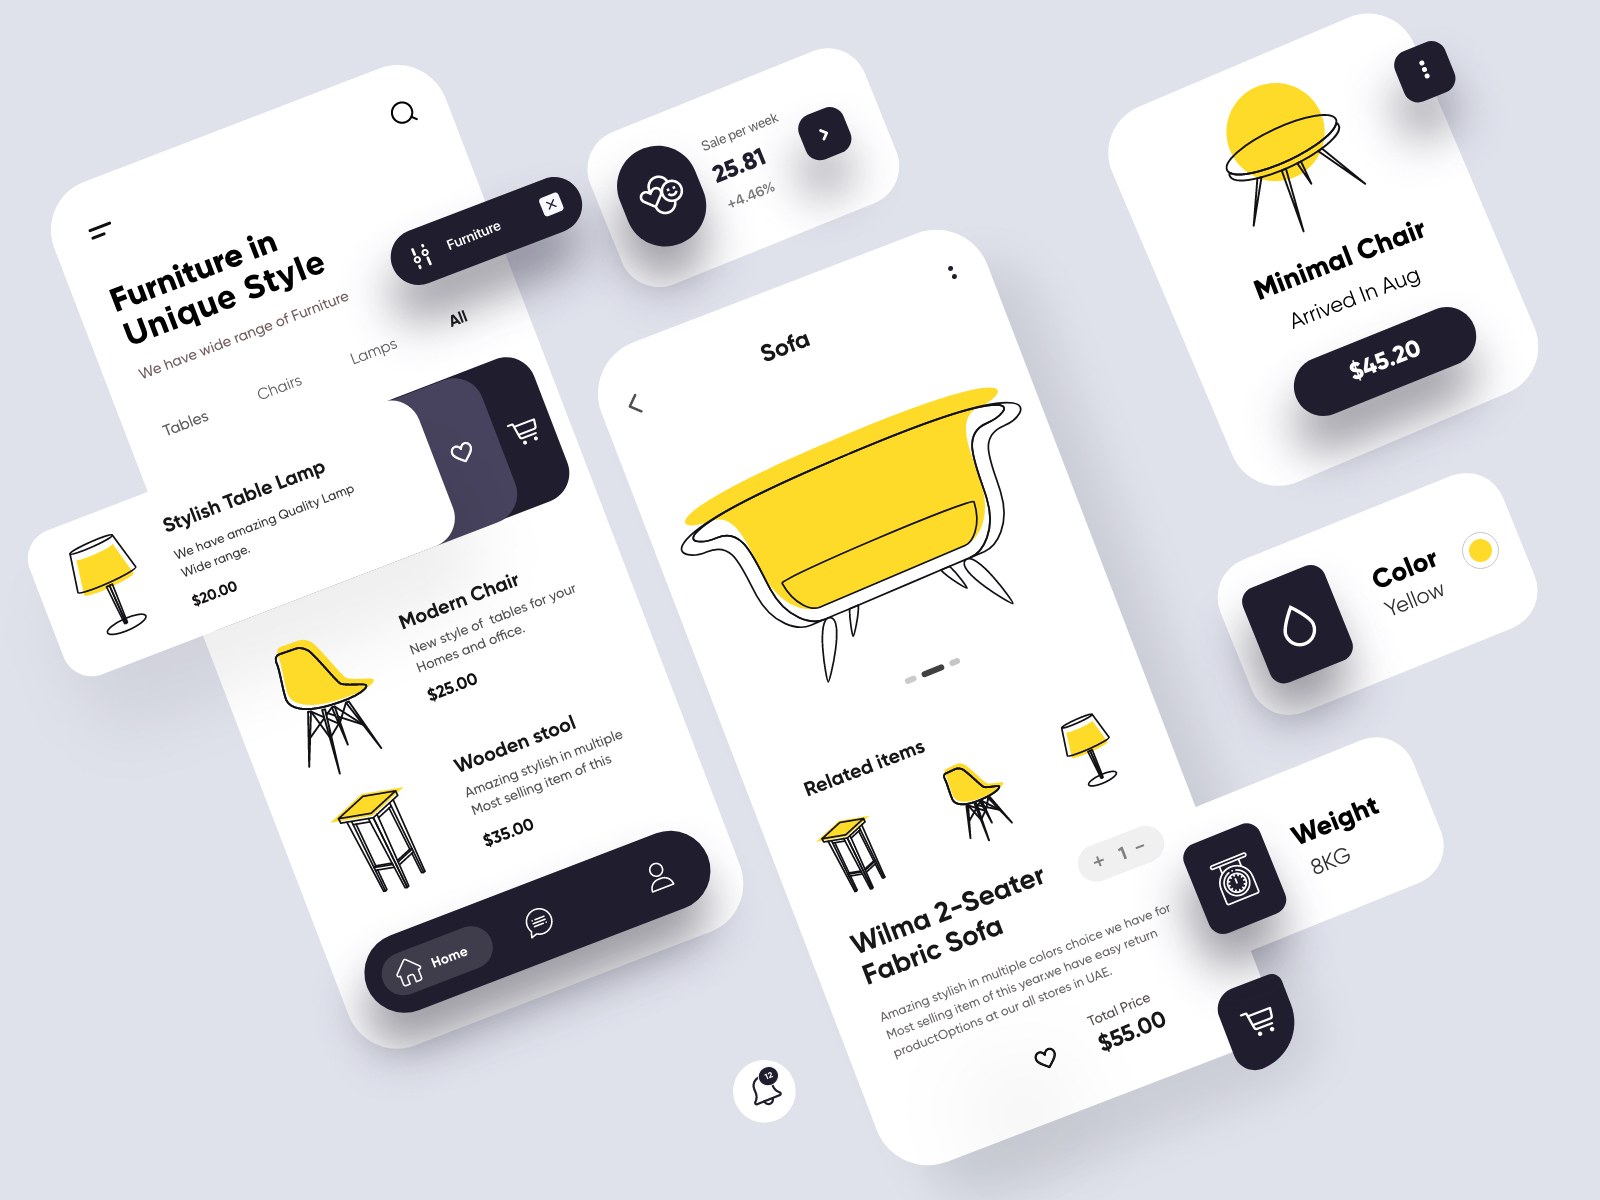 Furniture in
Unique Style
We have wide range of Furniture
Furniture
Tables
Chairs
Lamps
All
Stylish Table Lamp
We have amazing Quality Lamp
Wide range.
$20.00
Modern Chair
New style of tables for your
Homes and office.
$25.00
Wooden stool
Amazing stylish in multiple
Most selling item of this
$35.00
Home
Sale per week
25.81
+4.46%
Sofa
Related items
+ 1 −
Wilma 2-Seater
Fabric Sofa
Amazing stylish in multiple colors choice we have for
Most selling item of this year.we have easy return
productOptions at our all stores in UAE.
Total Price
$55.00
12
Minimal Chair
Arrived In Aug
$45.20
Color
Yellow
Weight
8KG